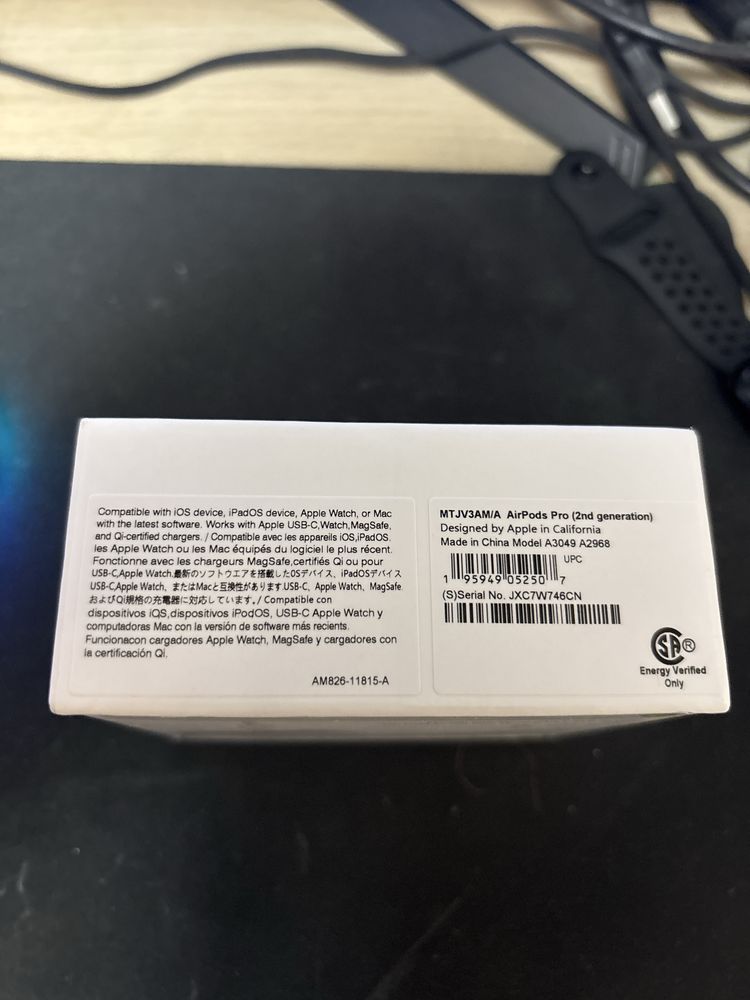 Compatible with iOS device, iPadOS device, Apple Watch, or Mac
with the latest software. Works with Apple USB-C,Watch,MagSafe,
and Qi-certified chargers. / Compatible avec les appareils iOS,iPadOS.
les Apple Watch ou les Mac équipés du logiciel le plus récent.
Fonctionne avec les chargeurs MagSafe,certifiés Qi ou pour
USB-C,Apple Watch.最新のソフトウエアを搭載したOSデバイス、iPadOSデバイス
USB-C,Apple Watch、またはMacと互換性があります.USB-C、Apple Watch、MagSafe
およびQi規格の充電器に対応しています。/ Compatible con
dispositivos iOS,dispositivos iPodOS, USB-C Apple Watch y
computadoras Mac con la versión de software más recients.
Funcionacon cargadores Apple Watch, MagSafe y cargadores con
la certificación Qi.
AM826-11815-A
MTJV3AM/A AirPods Pro (2nd generation)
Designed by Apple in California
Made in China Model A3049 A2968
UPC
1 95949 05250 7
(S)Serial No. JXC7W746CN
SA ®
Energy Verified
Only